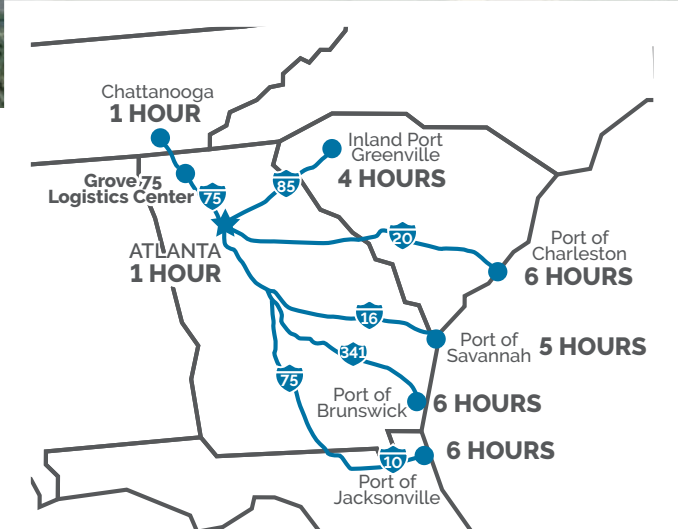 Chattanooga
1 HOUR
Grove 75
Logistics Center
75
85
Inland Port
Greenville
4 HOURS
ATLANTA
1 HOUR
20
Port of
Charleston
6 HOURS
16
Port of
Savannah
5 HOURS
341
75
Port of
Brunswick
6 HOURS
10
6 HOURS
Port of
Jacksonville